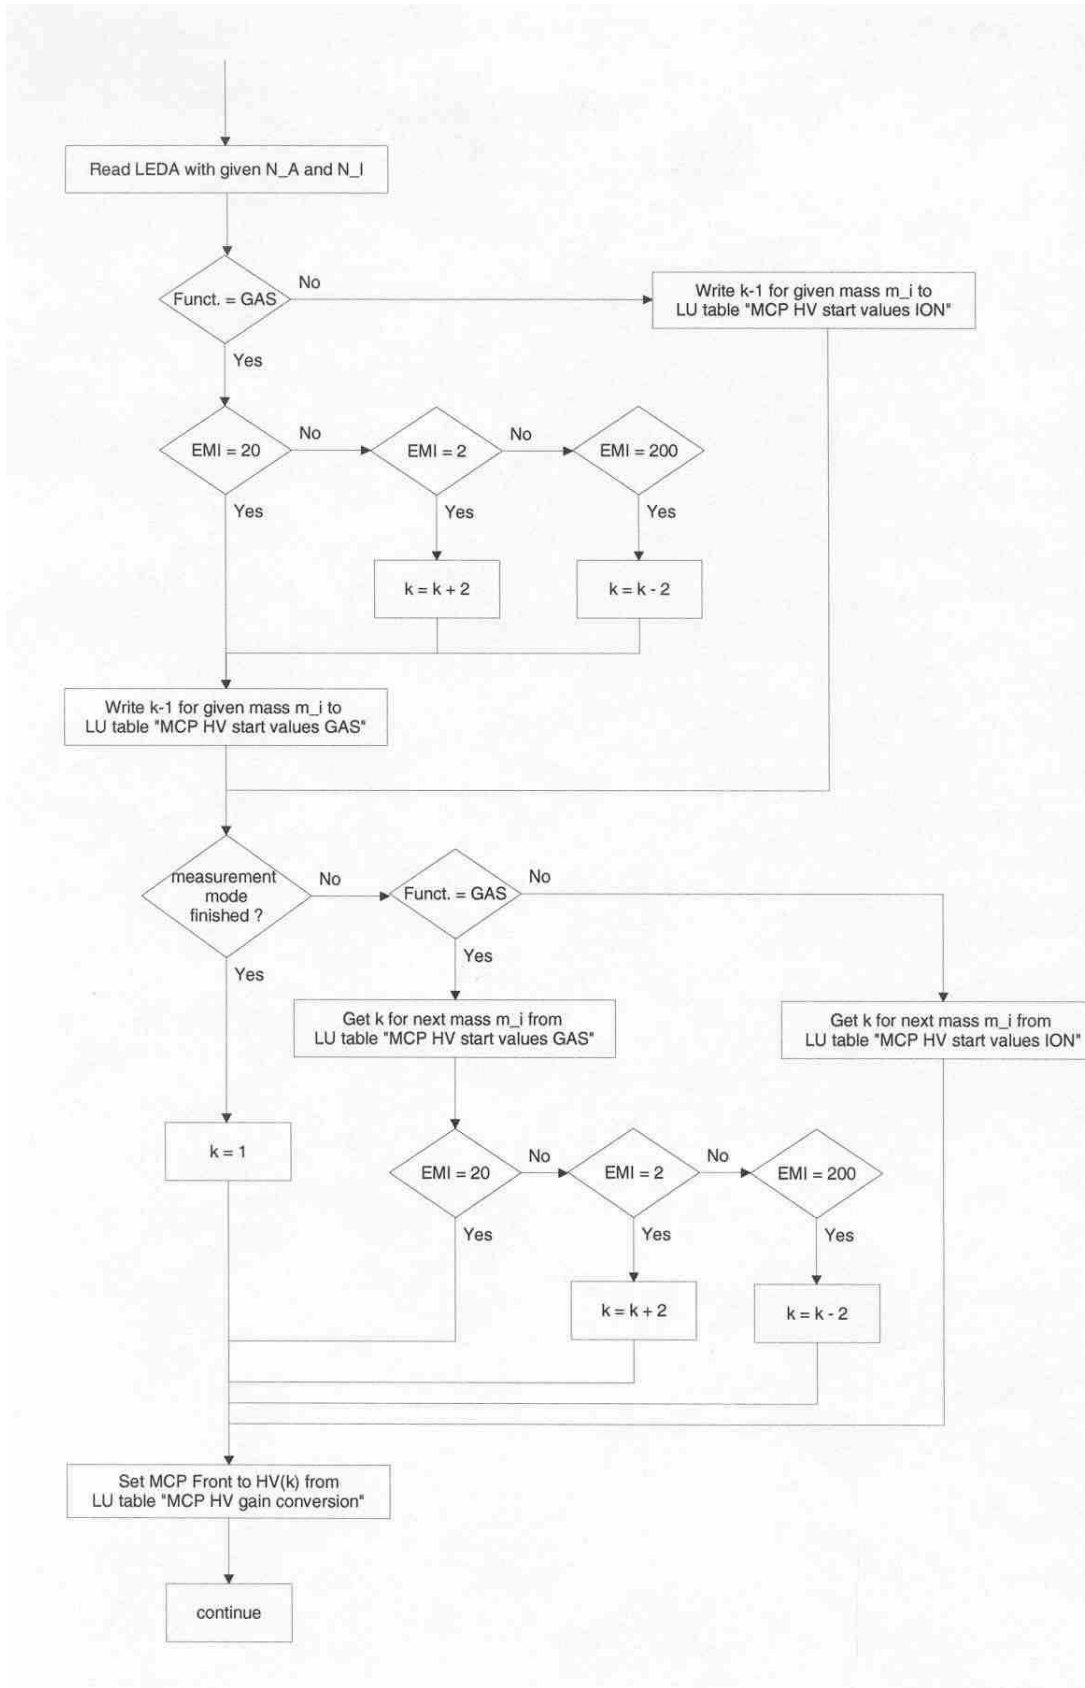 Read LEDA with given N_A and N_I
Funct. = GAS
No
Write k-1 for given mass m_i to
LU table "MCP HV start values ION"
Yes
EMI = 20
No
EMI = 2
No
EMI = 200
Yes
Yes
Yes
k = k + 2
k = k - 2
Write k-1 for given mass m_i to
LU table "MCP HV start values GAS"
measurement
mode
finished ?
No
Funct. = GAS
No
Yes
Yes
Get k for next mass m_i from
LU table "MCP HV start values GAS"
Get k for next mass m_i from
LU table "MCP HV start values ION"
k = 1
EMI = 20
No
EMI = 2
No
EMI = 200
Yes
Yes
Yes
k = k + 2
k = k - 2
Set MCP Front to HV(k) from
LU table "MCP HV gain conversion"
continue